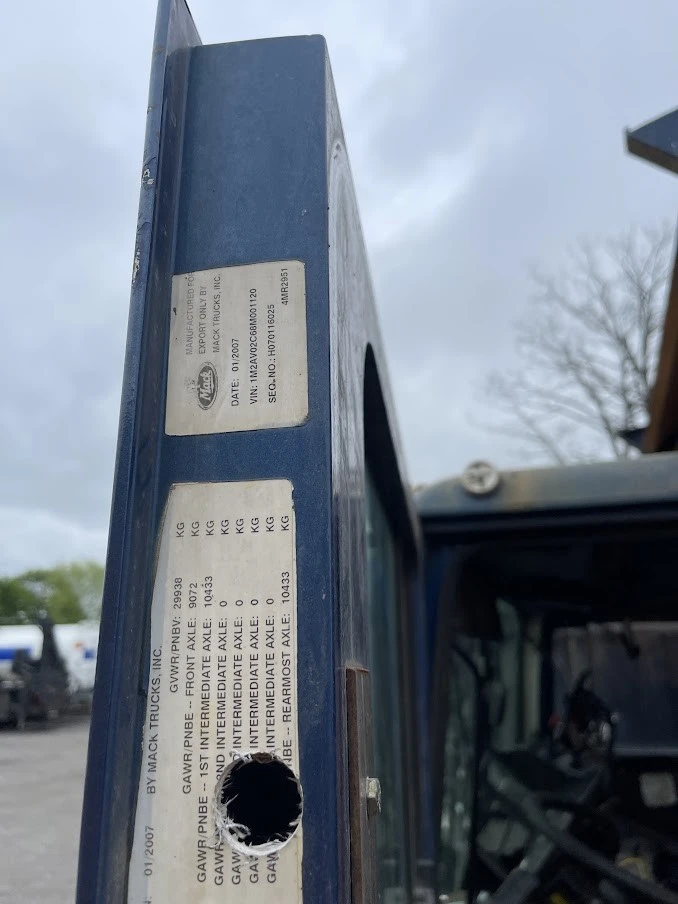 MANUFACTURED FOR
EXPORT ONLY BY
MACK TRUCKS, INC.
Mack
DATE: 01/2007
VIN: 1M2AV02C68M001120
SEQ. NO.: H070116025
4MR2951
01/2007 BY MACK TRUCKS, INC.
GVWR/PNBV: 29938 KG
GAWR/PNBE -- FRONT AXLE: 9072 KG
GAWR/PNBE -- 1ST INTERMEDIATE AXLE: 10433 KG
INTERMEDIATE AXLE: 0 KG
INTERMEDIATE AXLE: 0 KG
INTERMEDIATE AXLE: 0 KG
INTERMEDIATE AXLE: 0 KG
REARMOST AXLE: 10433 KG